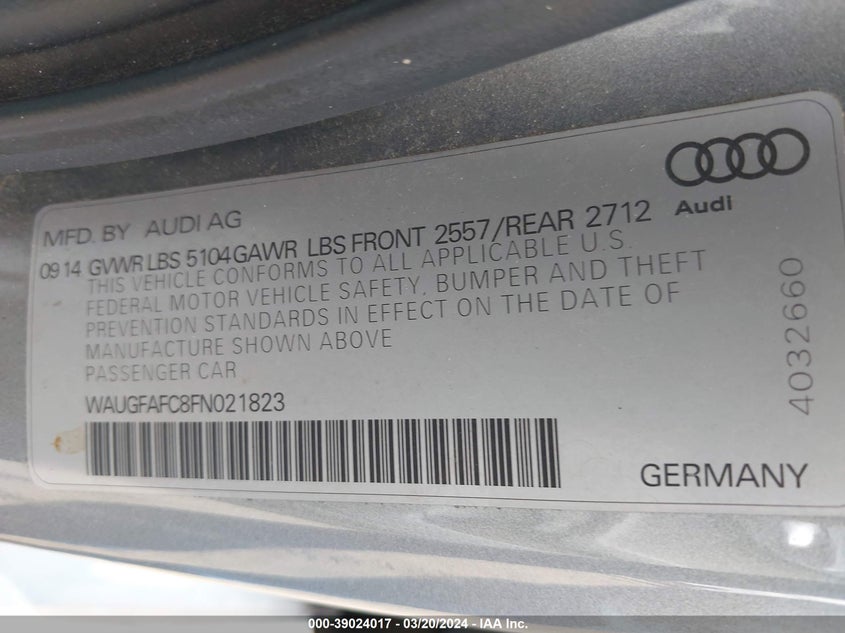 MFD. BY AUDI AG
Audi
09 14 GVWR LBS 5104 GAWR LBS FRONT 2557/REAR 2712
THIS VEHICLE CONFORMS TO ALL APPLICABLE U.S.
FEDERAL MOTOR VEHICLE SAFETY, BUMPER AND THEFT
PREVENTION STANDARDS IN EFFECT ON THE DATE OF
MANUFACTURE SHOWN ABOVE
PASSENGER CAR
WAUGFAFC8FN021823
4032660
GERMANY
000-39024017 - 03/20/2024 - IAA Inc.